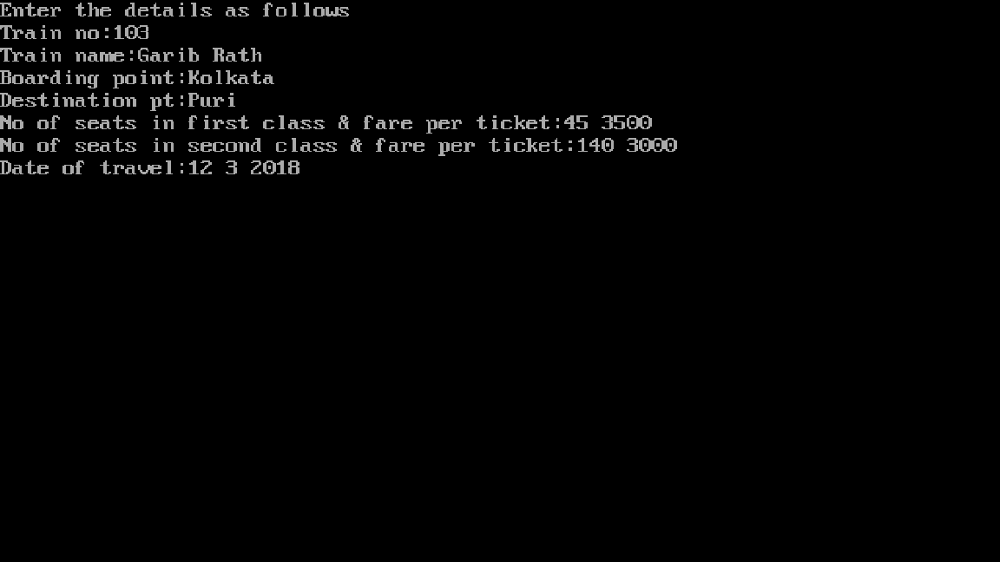 Enter the details as follows
Train no:103
Train name:Garib Rath
Boarding point:Kolkata
Destination pt:Puri
No of seats in first class & fare per ticket:45 3500
No of seats in second class & fare per ticket:140 3000
Date of travel:12 3 2018